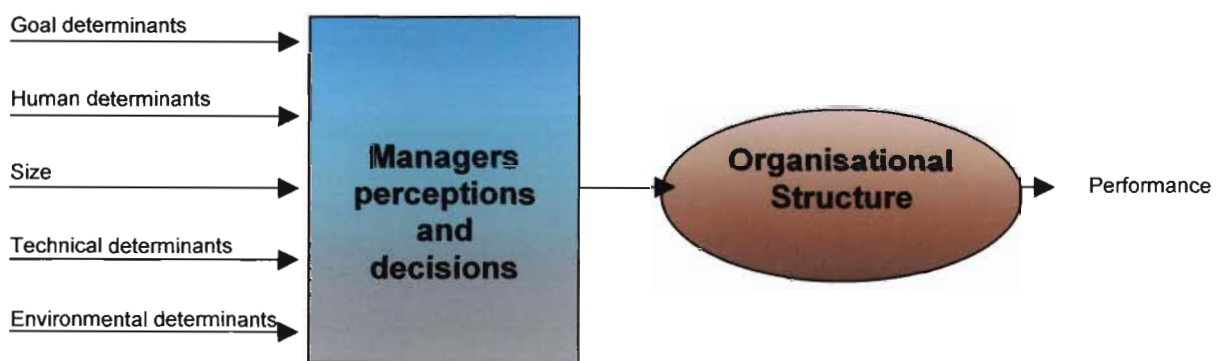 Goal determinants
Human determinants
Size
Technical determinants
Environmental determinants
Managers
perceptions
and
decisions
Organisational
Structure
Performance